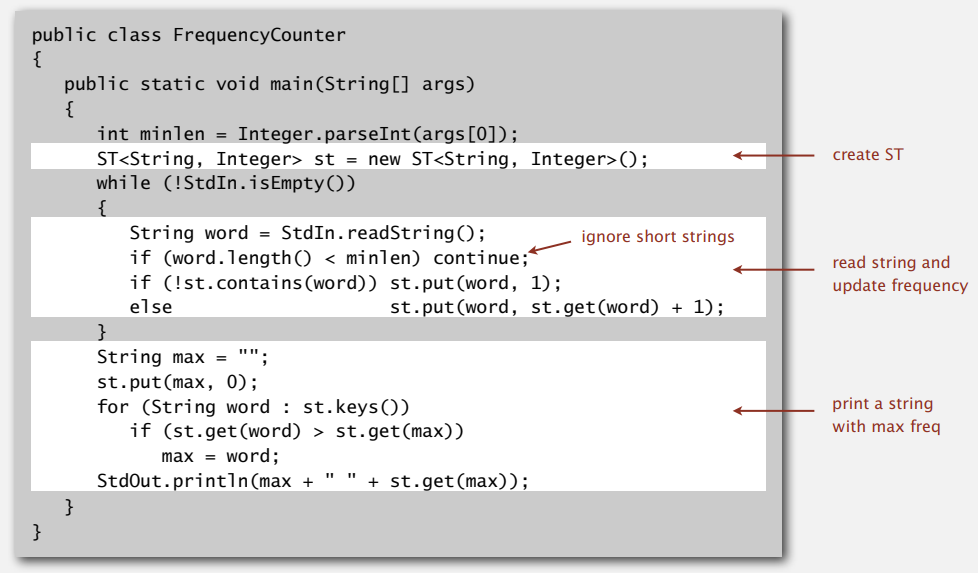 public class FrequencyCounter
{
   public static void main(String[] args)
   {
      int minlen = Integer.parseInt(args[0]);
      ST<String, Integer> st = new ST<String, Integer>();
create ST
      while (!StdIn.isEmpty())
      {
         String word = StdIn.readString();
ignore short strings
         if (word.length() < minlen) continue;
read string and
update frequency
         if (!st.contains(word)) st.put(word, 1);
         else                    st.put(word, st.get(word) + 1);
      }
      String max = "";
      st.put(max, 0);
      for (String word : st.keys())
print a string
with max freq
         if (st.get(word) > st.get(max))
            max = word;
      StdOut.println(max + " " + st.get(max));
   }
}